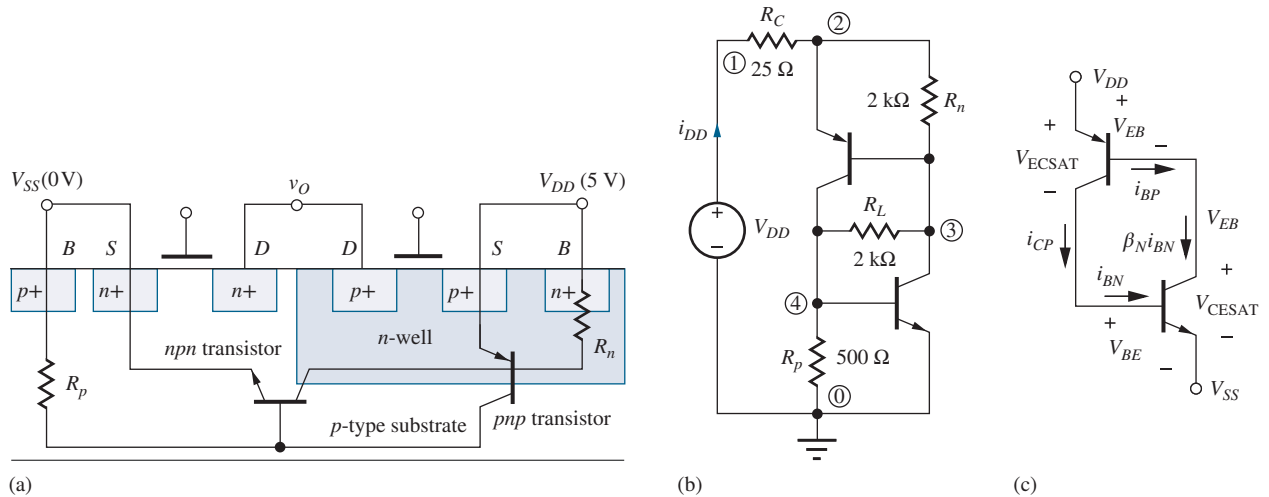 V_SS (0 V)
v_O
V_DD (5 V)
B
S
D
D
S
B
p+
n+
n+
p+
p+
n+
n-well
R_n
npn transistor
R_p
p-type substrate
pnp transistor
(a)
R_C
②
①
25 Ω
2 kΩ
R_n
i_DD
R_L
③
V_DD
+
−
2 kΩ
④
R_p
500 Ω
⓪
(b)
V_DD
+
+
V_EB
V_ECSAT
−
−
i_BP
V_EB
i_CP
β_N i_BN
i_BN
+
V_CESAT
+
V_BE
−
−
V_SS
(c)